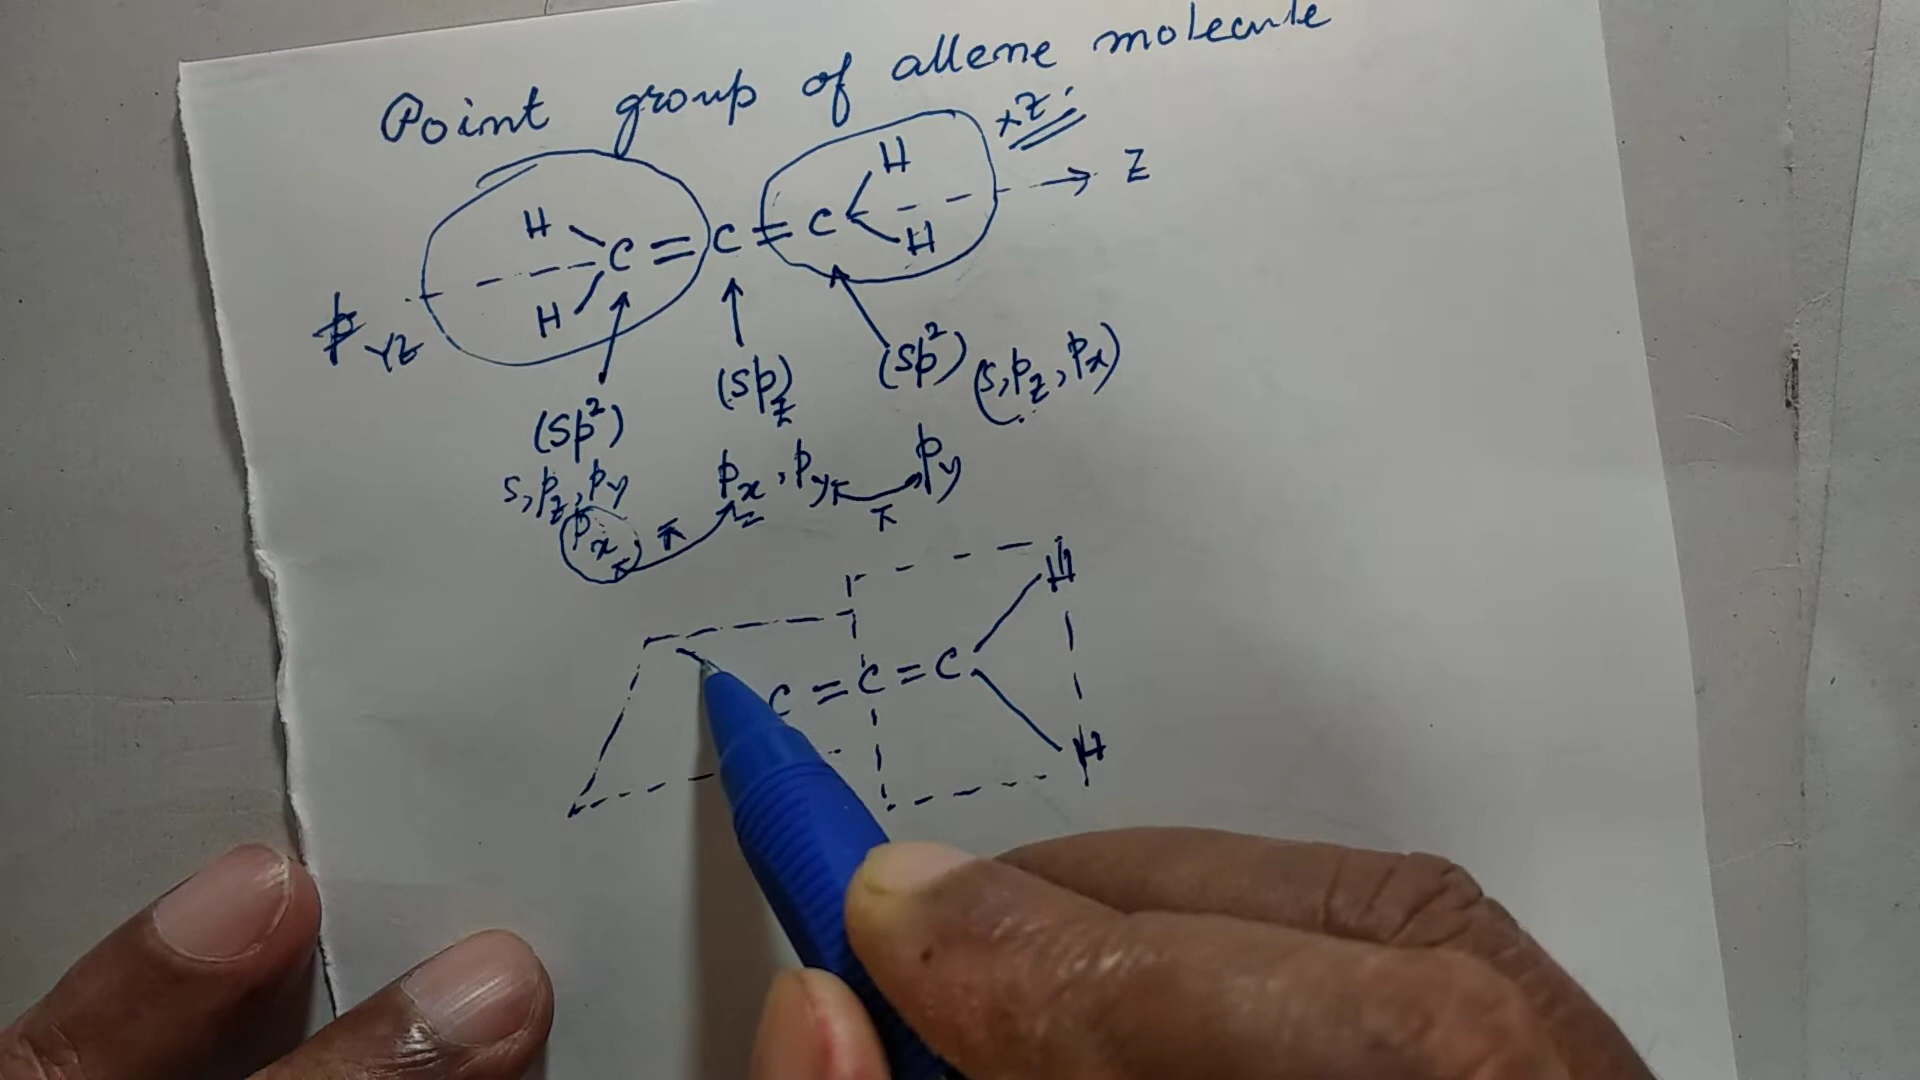 Point group of allene molecule
xz
H H
C = C = C Z
H H
yz
(sp²) (sp)z (sp²) (s, pz, px)
s, pz, py px, py py
px π π
H
C = C = C
H